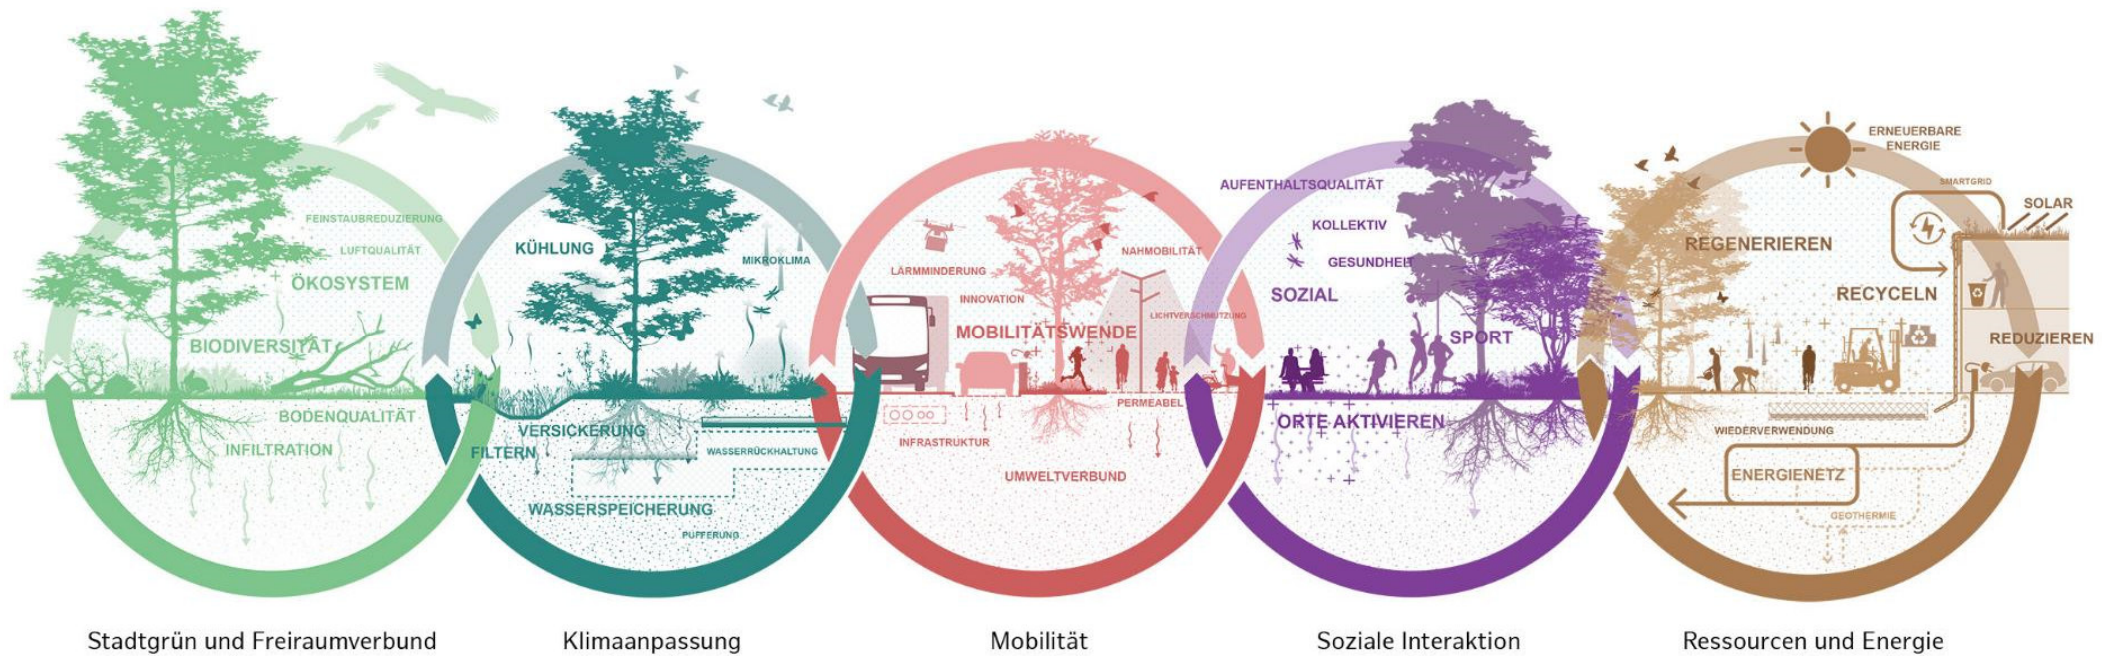 FEINSTAUBREDUZIERUNG
LUFTQUALITÄT
ÖKOSYSTEM
BIODIVERSITÄT
BODENQUALITÄT
INFILTRATION
Stadtgrün und Freiraumverbund
KÜHLUNG
MIKROKLIMA
VERSICKERUNG
FILTERN
WASSERRÜCKHALTUNG
WASSERSPEICHERUNG
PUFFERUNG
Klimaanpassung
NAHMOBILITÄT
LÄRMMINDERUNG
INNOVATION
LICHTVERSCHMUTZUNG
MOBILITÄTSWENDE
PERMEABEL
INFRASTRUKTUR
UMWELTVERBUND
Mobilität
AUFENTHALTSQUALITÄT
KOLLEKTIV
GESUNDHEIT
SOZIAL
SPORT
ORTE AKTIVIEREN
Soziale Interaktion
ERNEUERBARE
ENERGIE
SMARTGRID
SOLAR
REGENERIEREN
RECYCELN
REDUZIEREN
WIEDERVERWENDUNG
ENERGIENETZ
GEOTHERMIE
Ressourcen und Energie